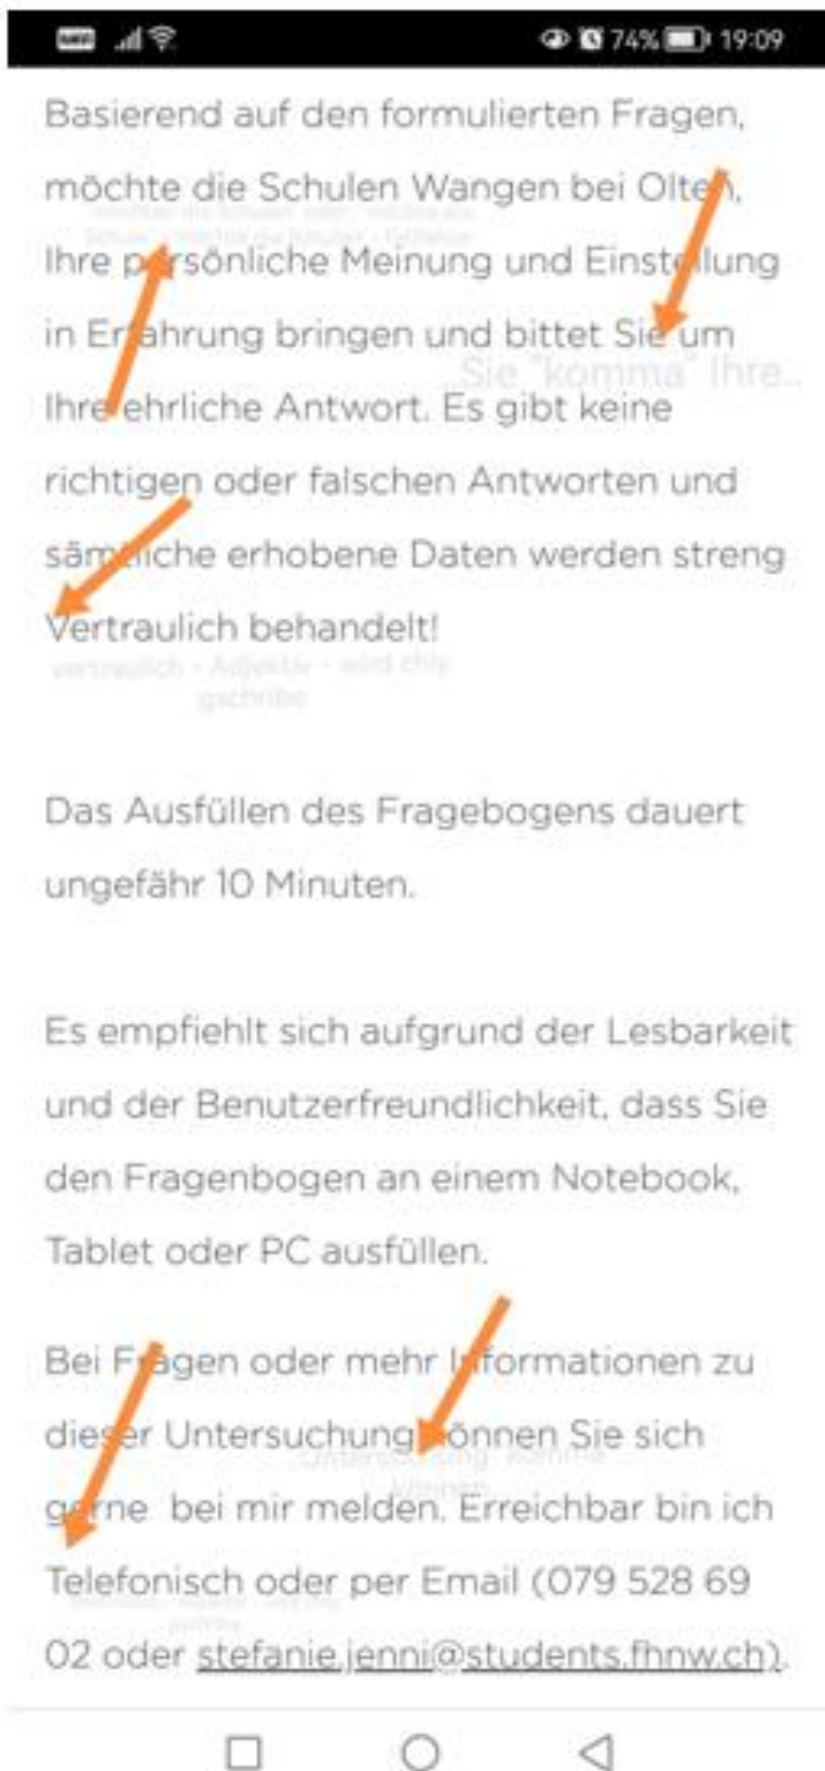 74% 19:09
Basierend auf den formulierten Fragen,
möchte die Schulen Wangen bei Olten,
Ihre persönliche Meinung und Einstellung
in Erfahrung bringen und bittet Sie um
..Sie "komma" Ihre..
Ihre ehrliche Antwort. Es gibt keine
richtigen oder falschen Antworten und
sämtliche erhobene Daten werden streng
Vertraulich behandelt!
vertraulich - Adjektiv - wird chly
gschribe
Das Ausfüllen des Fragebogens dauert
ungefähr 10 Minuten.
Es empfiehlt sich aufgrund der Lesbarkeit
und der Benutzerfreundlichkeit, dass Sie
den Fragenbogen an einem Notebook,
Tablet oder PC ausfüllen.
Bei Fragen oder mehr Informationen zu
dieser Untersuchung können Sie sich
Untersuchung "komma"
können
gerne bei mir melden. Erreichbar bin ich
Telefonisch oder per Email (079 528 69
02 oder stefanie.jenni@students.fhnw.ch).